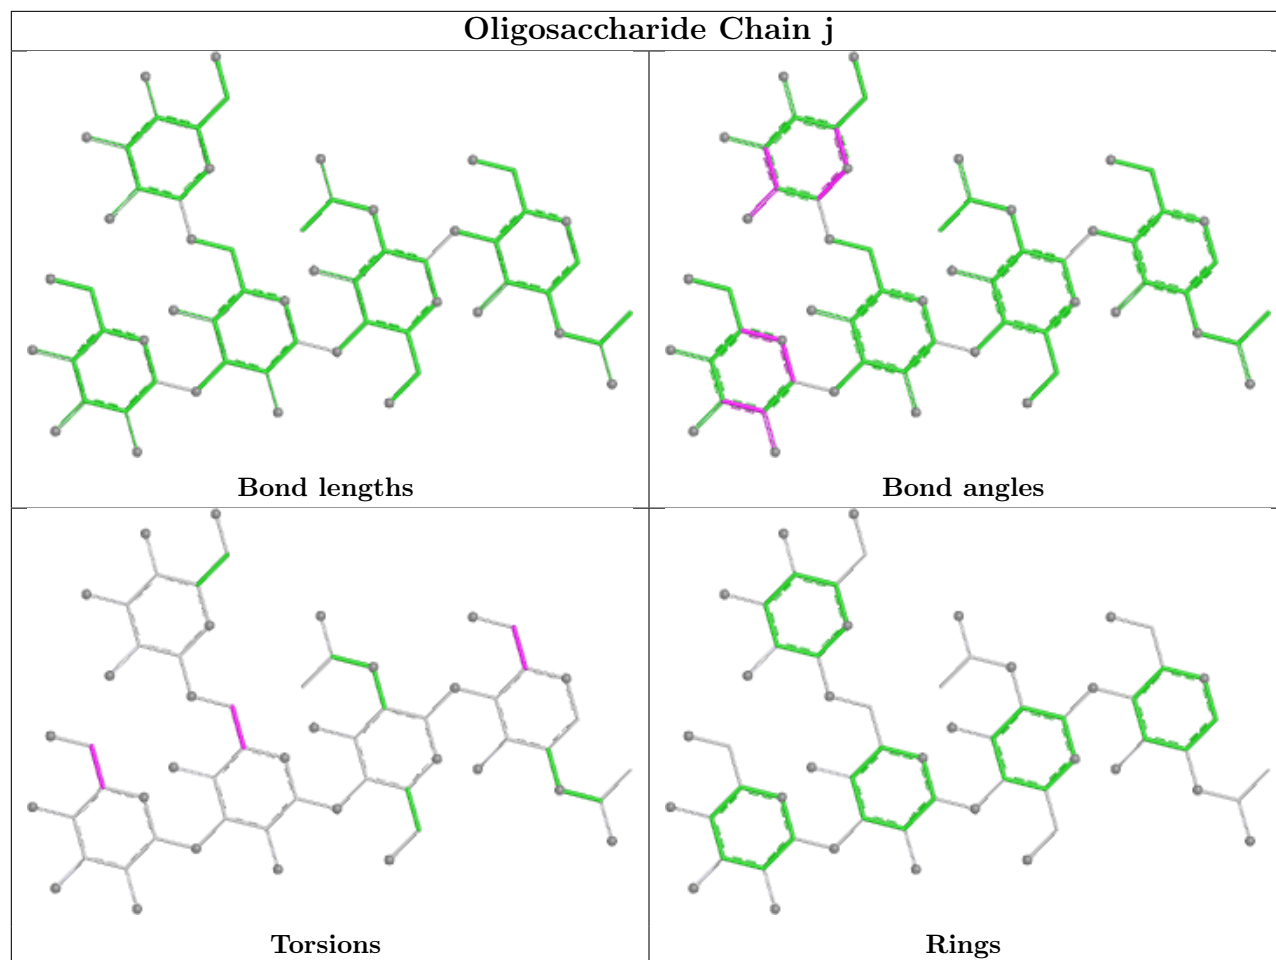 Oligosaccharide Chain j
Bond lengths
Bond angles
Torsions
Rings